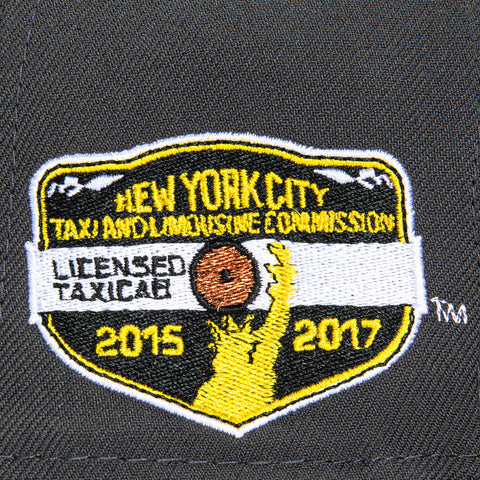 NEW YORK CITY
TAXI AND LIMOUSINE COMMISSION
LICENSED
TAXICAB
2015 2017
TM